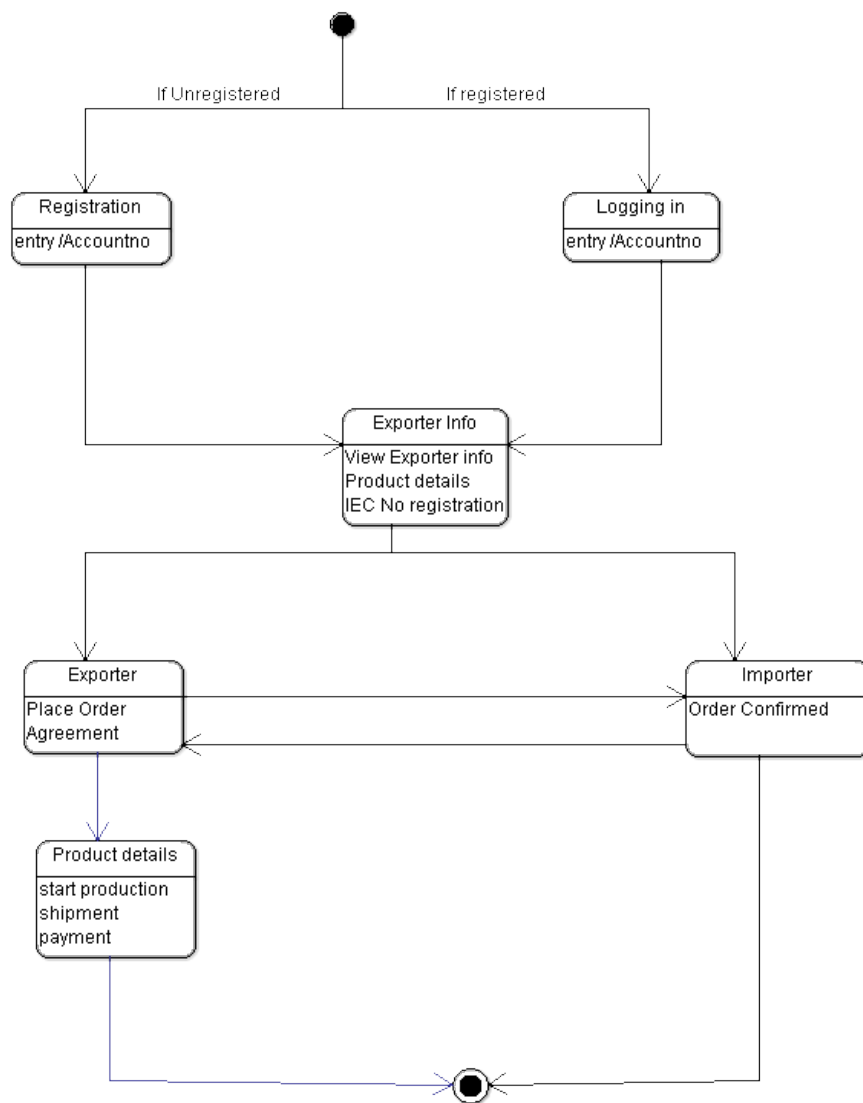 If Unregistered
If registered
Registration
entry /Accountno
Logging in
entry /Accountno
Exporter Info
View Exporter info
Product details
IEC No registration
Exporter
Place Order
Agreement
Importer
Order Confirmed
Product details
start production
shipment
payment